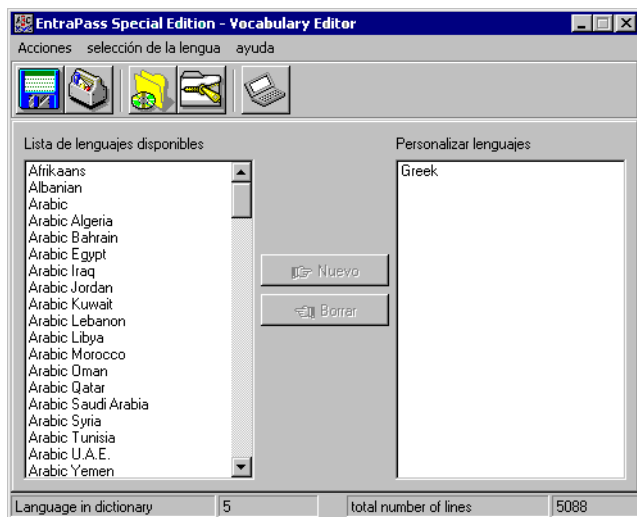 EntraPass Special Edition - Vocabulary Editor
Acciones selección de la lengua ayuda
Lista de lenguajes disponibles
Afrikaans
Albanian
Arabic
Arabic Algeria
Arabic Bahrain
Arabic Egypt
Arabic Iraq
Arabic Jordan
Arabic Kuwait
Arabic Lebanon
Arabic Libya
Arabic Morocco
Arabic Oman
Arabic Qatar
Arabic Saudi Arabia
Arabic Syria
Arabic Tunisia
Arabic U.A.E.
Arabic Yemen
Nuevo
Borrar
Personalizar lenguajes
Greek
Language in dictionary 5 total number of lines 5088